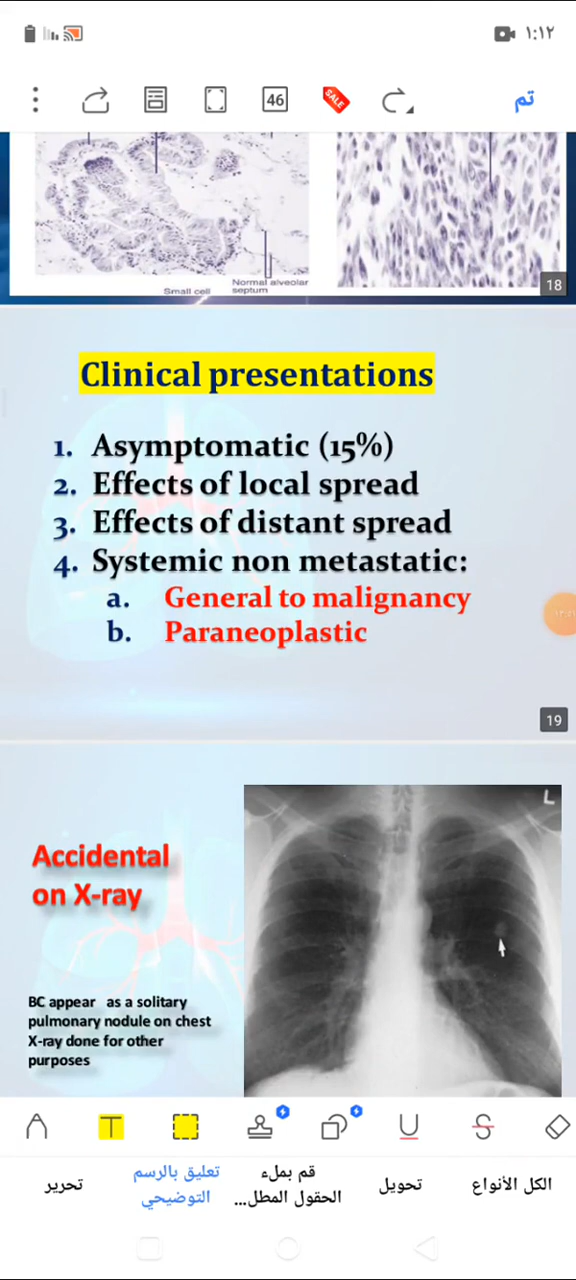 ١:١٢
46
SALE
تم
Normal alveolar
Small cell septum
18
Clinical presentations
1. Asymptomatic (15%)
2. Effects of local spread
3. Effects of distant spread
4. Systemic non metastatic:
a. General to malignancy
b. Paraneoplastic
19
L
Accidental
on X-ray
BC appear as a solitary
pulmonary nodule on chest
X-ray done for other
purposes
T
U
S
الكل الأنواع
تحويل
قم بملء
الحقول المطل...
تعليق بالرسم
التوضيحي
تحرير